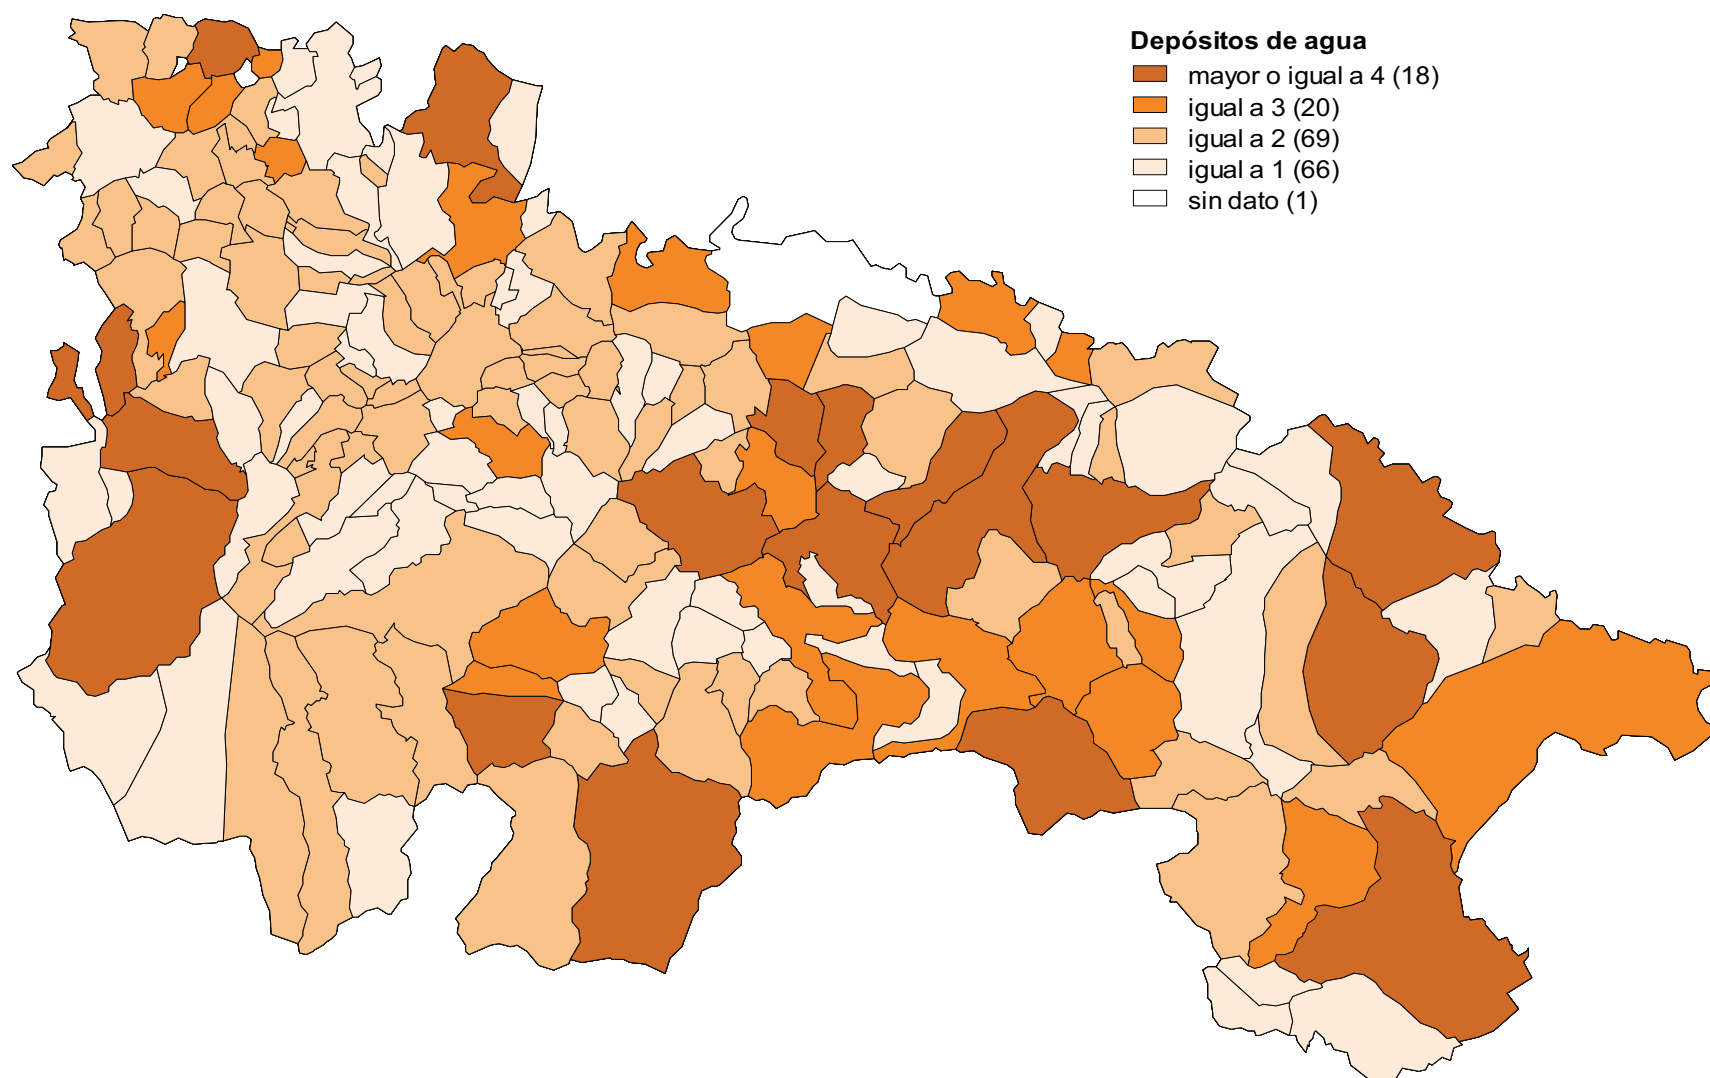 Depósitos de agua
mayor o igual a 4 (18)
igual a 3 (20)
igual a 2 (69)
igual a 1 (66)
sin dato (1)